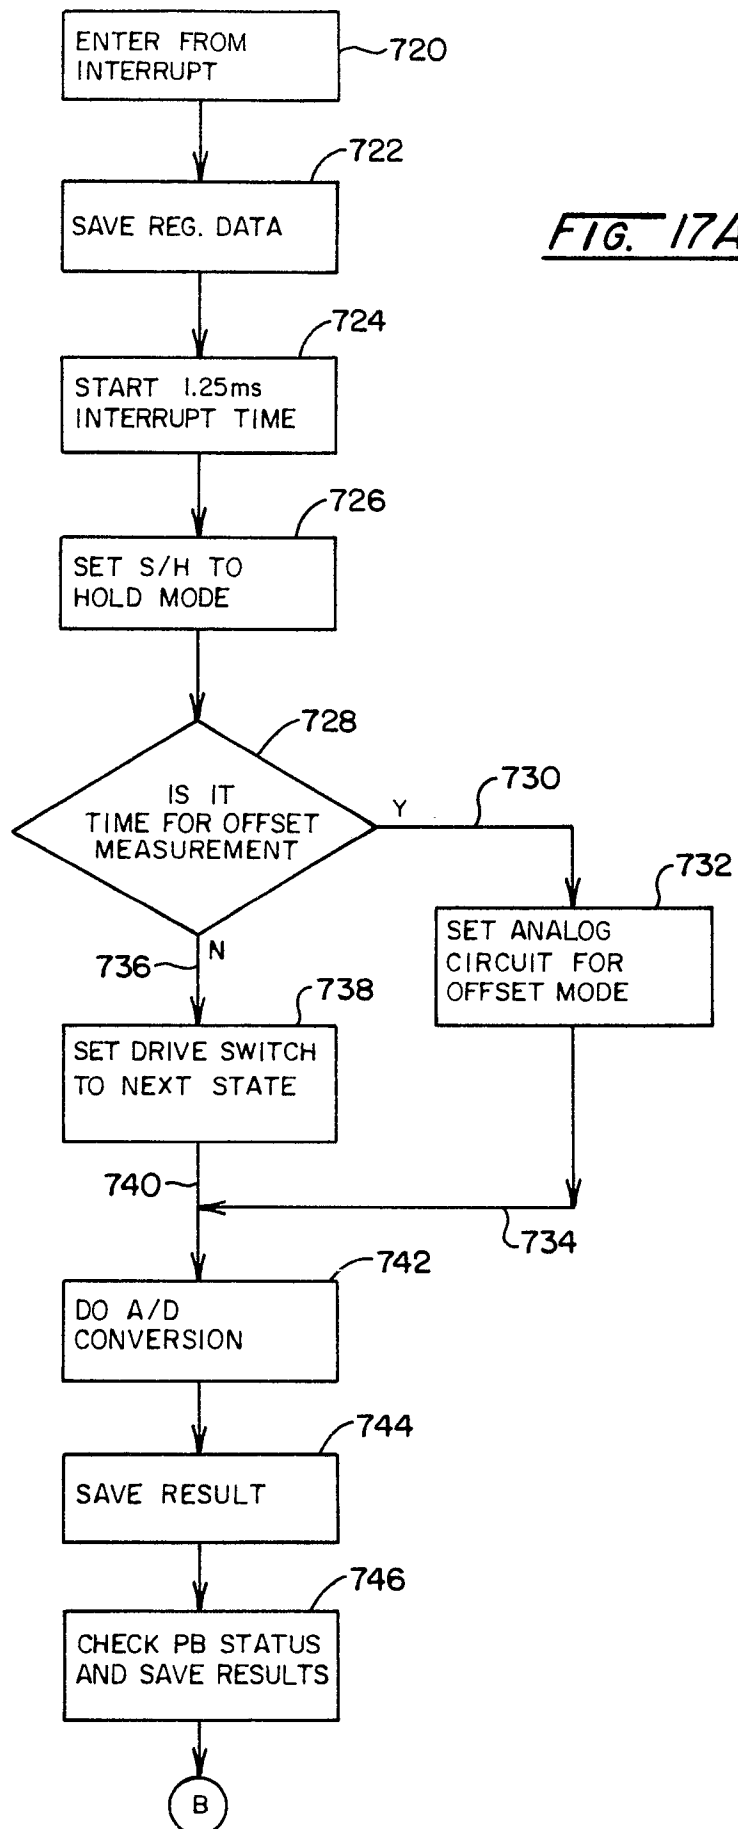 ENTER FROM
INTERRUPT
720
722
SAVE REG. DATA
FIG. 17A
724
START 1.25ms
INTERRUPT TIME
726
SET S/H TO
HOLD MODE
728
IS IT
TIME FOR OFFSET
MEASUREMENT
Y
730
732
SET ANALOG
CIRCUIT FOR
OFFSET MODE
N
736
738
SET DRIVE SWITCH
TO NEXT STATE
740
734
742
DO A/D
CONVERSION
744
SAVE RESULT
746
CHECK PB STATUS
AND SAVE RESULTS
B